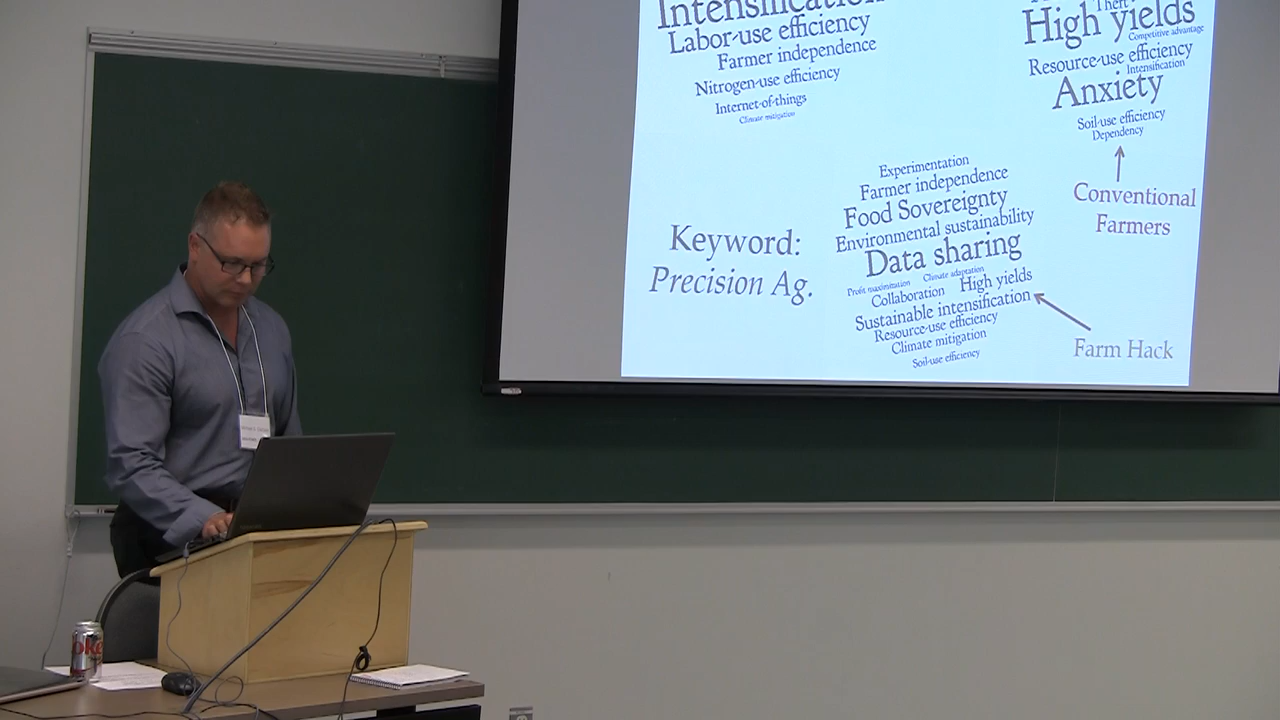 Intensification
Labor-use efficiency
Farmer independence
Nitrogen-use efficiency
Internet-of-things
Climate mitigation
Theft
High yields
Competitive advantage
Resource-use efficiency
Intensification
Anxiety
Soil-use efficiency
Dependency
Conventional
Farmers
Keyword:
Precision Ag.
Experimentation
Farmer independence
Food Sovereignty
Environmental sustainability
Data sharing
Climate adaptation
Profit maximization
Collaboration High yields
Sustainable intensification
Resource-use efficiency
Climate mitigation
Soil-use efficiency
Farm Hack